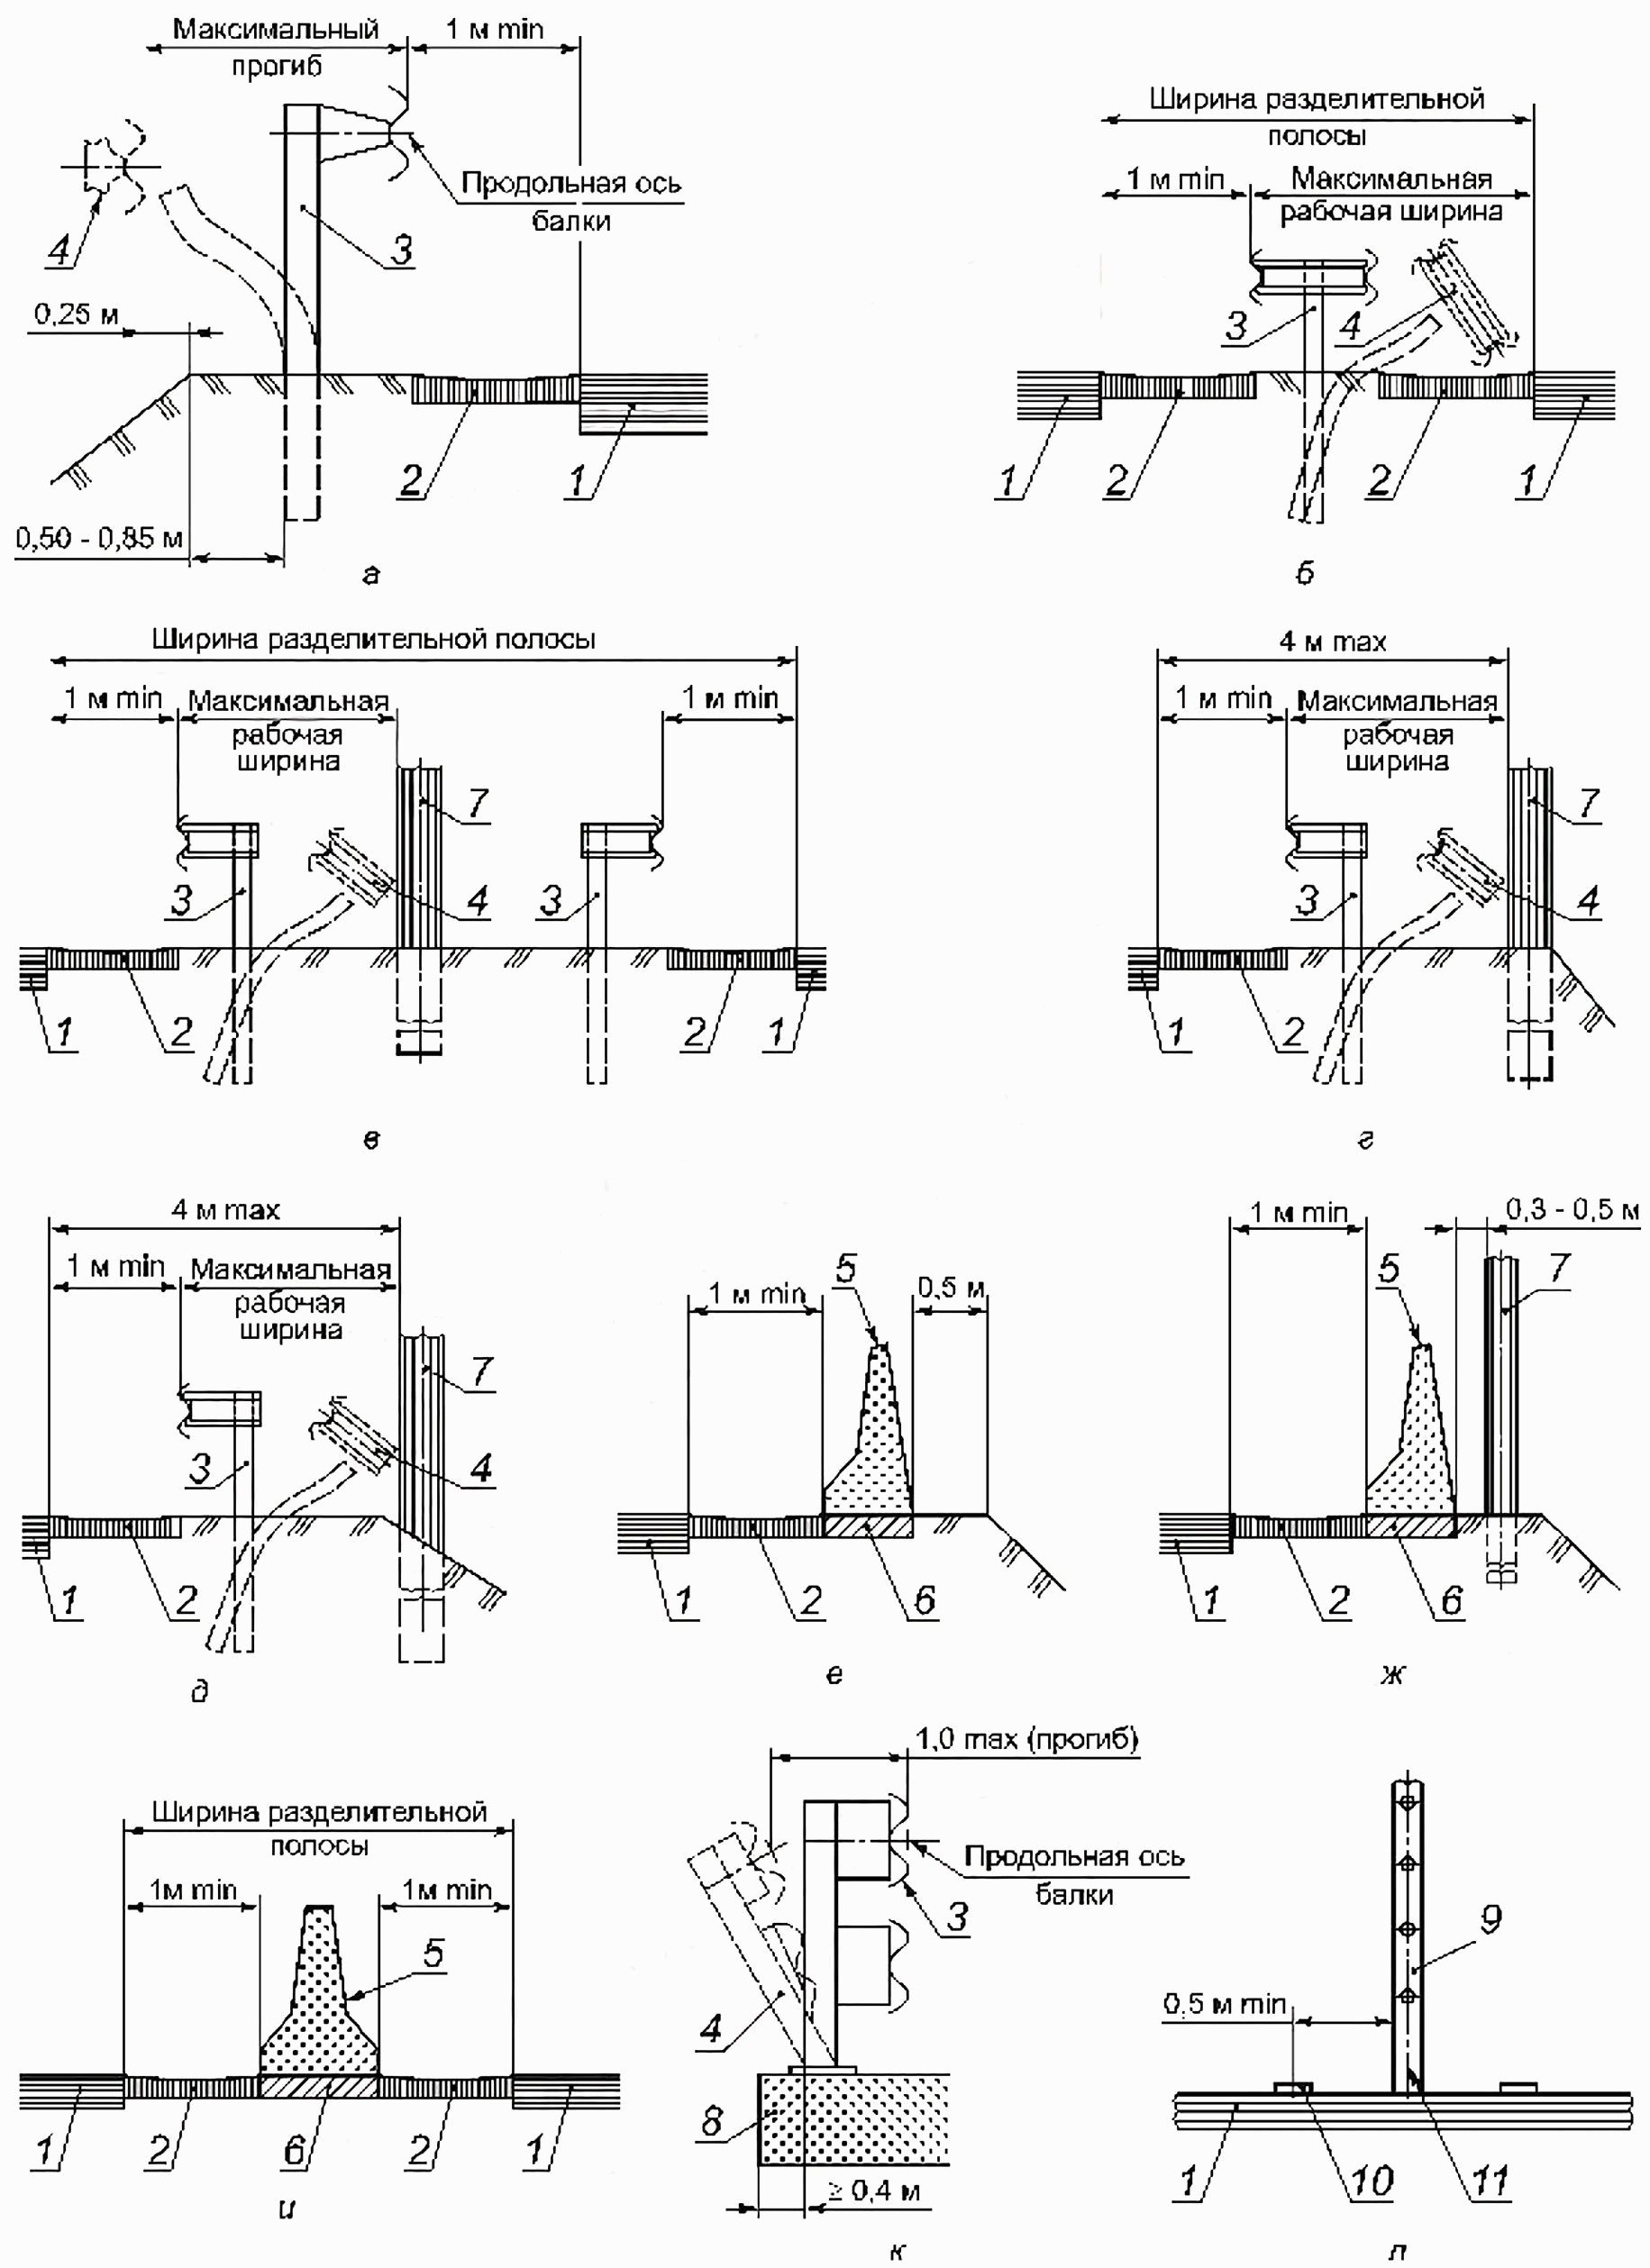 Максимальный
прогиб
1 м min
Продольная ось
балки
4
3
0,25 м
2
1
0,50 - 0,85 м
а
Ширина разделительной
полосы
1 м min
Максимальная
рабочая ширина
3
4
1
2
2
1
б
Ширина разделительной полосы
1 м min
Максимальная
рабочая
ширина
1 м min
7
3
4
3
1
2
2
1
в
4 м max
1 м min
Максимальная
рабочая
ширина
7
3
4
1
2
г
4 м max
1 м min
Максимальная
рабочая
ширина
7
3
4
1
2
д
1 м min
5
0,5 м
1
2
6
е
1 м min
0,3 - 0,5 м
5
7
1
2
6
ж
Ширина разделительной
полосы
1м min
1м min
5
1
2
6
2
1
и
1,0 max (прогиб)
Продольная ось
балки
3
4
8
≥ 0,4 м
к
9
0,5 м min
1
10
11
л